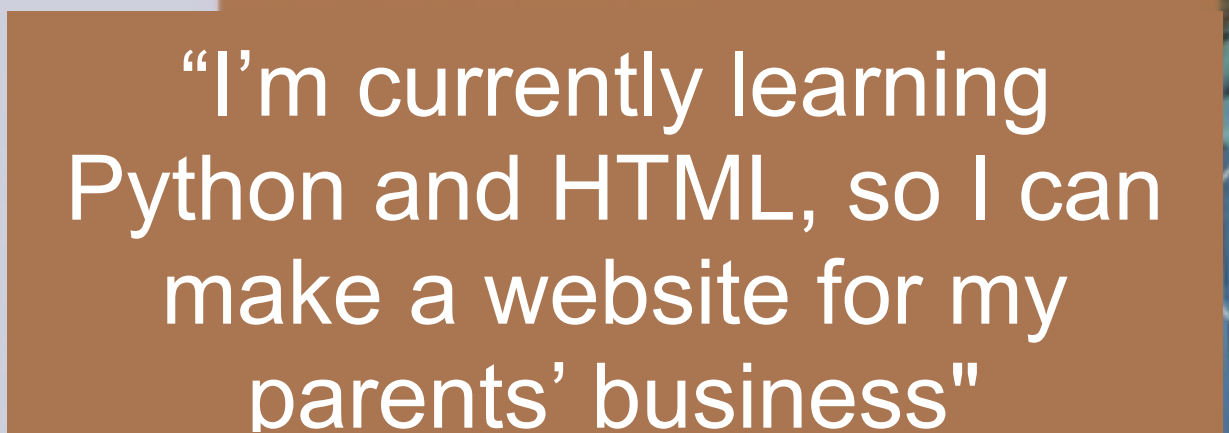 “I’m currently learning
Python and HTML, so I can
make a website for my
parents’ business"